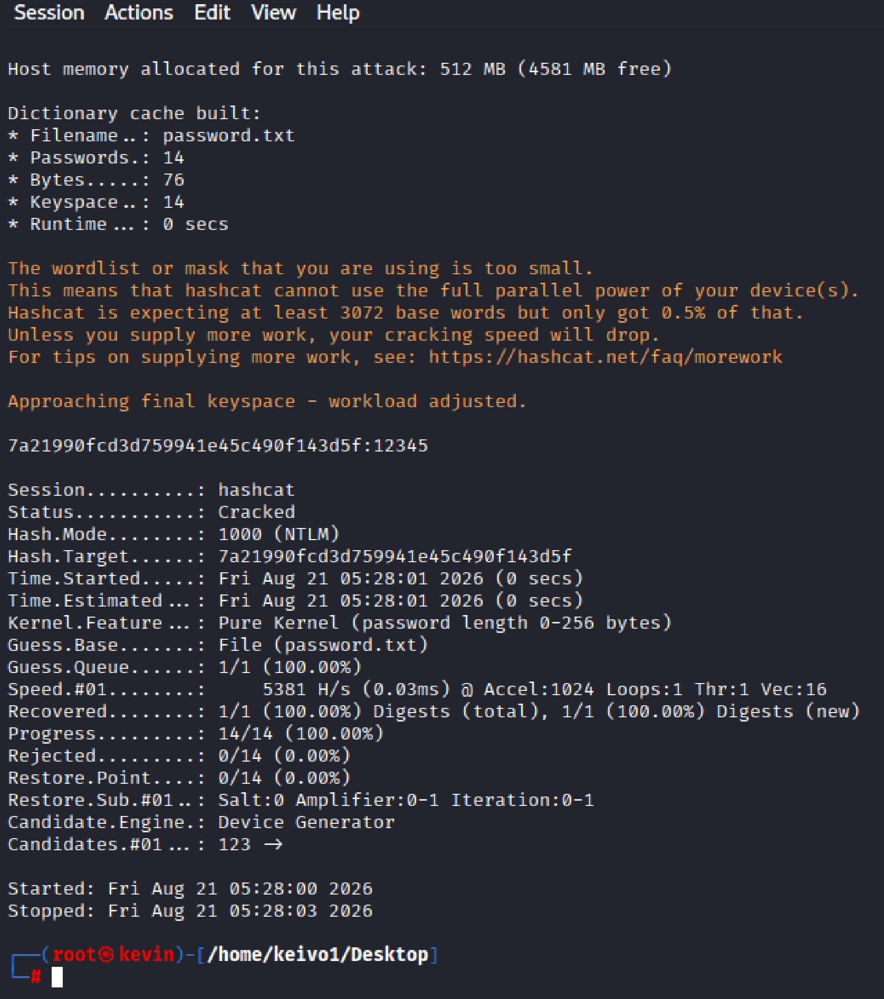 Session Actions Edit View Help
Host memory allocated for this attack: 512 MB (4581 MB free)
Dictionary cache built:
* Filename..: password.txt
* Passwords.: 14
* Bytes.....: 76
* Keyspace..: 14
* Runtime...: 0 secs
The wordlist or mask that you are using is too small.
This means that hashcat cannot use the full parallel power of your device(s).
Hashcat is expecting at least 3072 base words but only got 0.5% of that.
Unless you supply more work, your cracking speed will drop.
For tips on supplying more work, see: https://hashcat.net/faq/morework
Approaching final keyspace - workload adjusted.
7a21990fcd3d759941e45c490f143d5f:12345
Session..........: hashcat
Status...........: Cracked
Hash.Mode........: 1000 (NTLM)
Hash.Target......: 7a21990fcd3d759941e45c490f143d5f
Time.Started.....: Fri Aug 21 05:28:01 2026 (0 secs)
Time.Estimated...: Fri Aug 21 05:28:01 2026 (0 secs)
Kernel.Feature...: Pure Kernel (password length 0-256 bytes)
Guess.Base.......: File (password.txt)
Guess.Queue......: 1/1 (100.00%)
Speed.#01........:     5381 H/s (0.03ms) @ Accel:1024 Loops:1 Thr:1 Vec:16
Recovered........: 1/1 (100.00%) Digests (total), 1/1 (100.00%) Digests (new)
Progress.........: 14/14 (100.00%)
Rejected.........: 0/14 (0.00%)
Restore.Point....: 0/14 (0.00%)
Restore.Sub.#01..: Salt:0 Amplifier:0-1 Iteration:0-1
Candidate.Engine.: Device Generator
Candidates.#01...: 123 ->
Started: Fri Aug 21 05:28:00 2026
Stopped: Fri Aug 21 05:28:03 2026
┌──(root㉿kevin)-[/home/keivo1/Desktop]
└─#